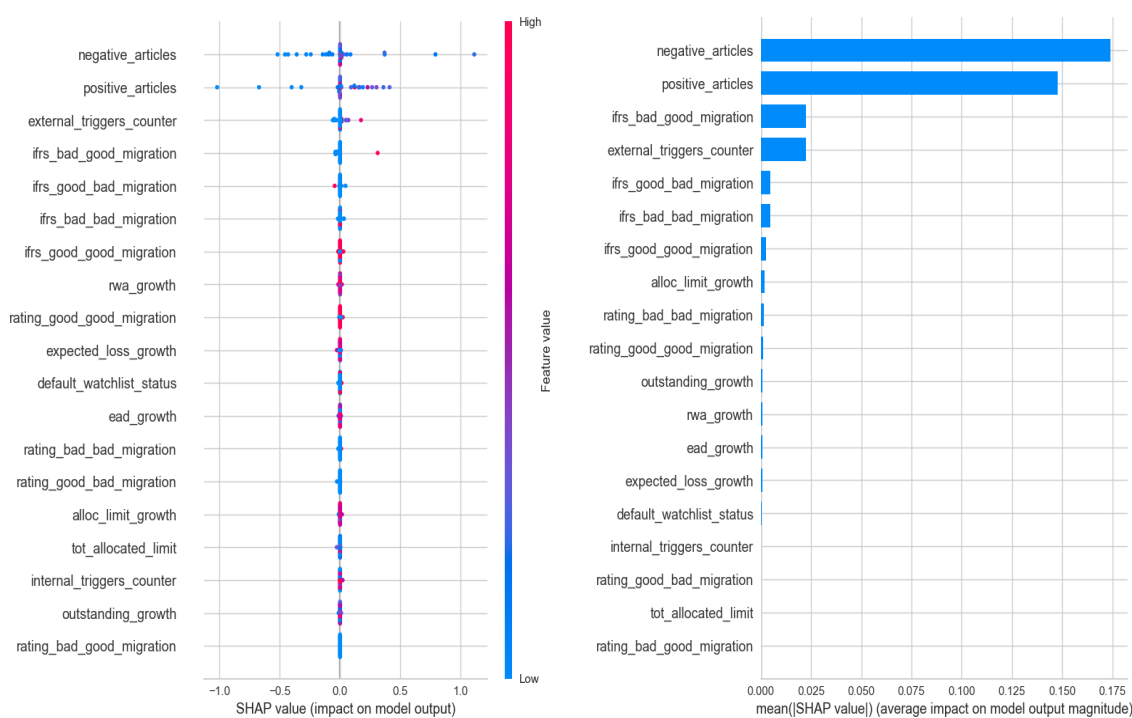 High
negative_articles
positive_articles
external_triggers_counter
ifrs_bad_good_migration
ifrs_good_bad_migration
ifrs_bad_bad_migration
ifrs_good_good_migration
rwa_growth
rating_good_good_migration
expected_loss_growth
default_watchlist_status
ead_growth
rating_bad_bad_migration
rating_good_bad_migration
alloc_limit_growth
tot_allocated_limit
internal_triggers_counter
outstanding_growth
rating_bad_good_migration
−1.0 −0.5 0.0 0.5 1.0
SHAP value (impact on model output)
Feature value
Low
negative_articles
positive_articles
ifrs_bad_good_migration
external_triggers_counter
ifrs_good_bad_migration
ifrs_bad_bad_migration
ifrs_good_good_migration
alloc_limit_growth
rating_bad_bad_migration
rating_good_good_migration
outstanding_growth
rwa_growth
ead_growth
expected_loss_growth
default_watchlist_status
internal_triggers_counter
rating_good_bad_migration
tot_allocated_limit
rating_bad_good_migration
0.000 0.025 0.050 0.075 0.100 0.125 0.150 0.175
mean(|SHAP value|) (average impact on model output magnitude)